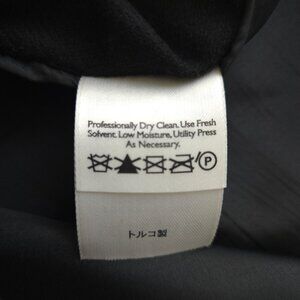 Professionally Dry Clean. Use Fresh
Solvent. Low Moisture, Utility Press
As Necessary.
P
トルコ製